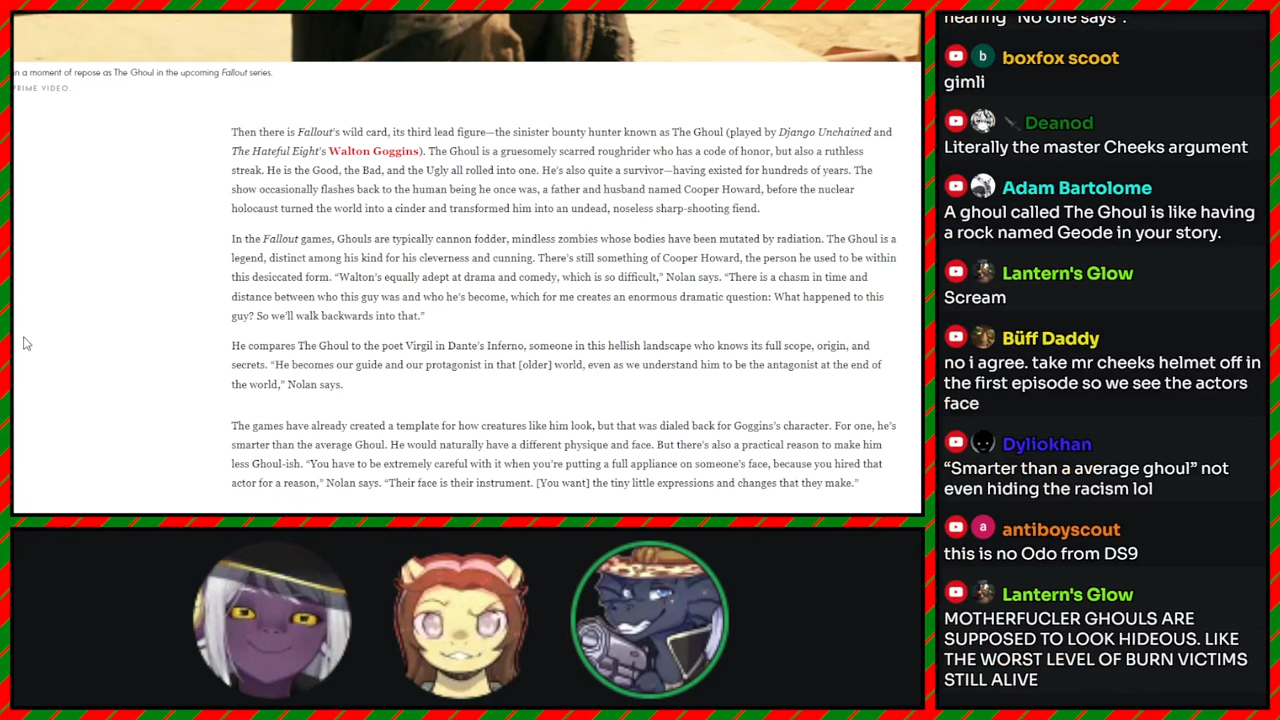 n a moment of repose as The Ghoul in the upcoming Fallout series.
PRIME VIDEO.
Then there is Fallout's wild card, its third lead figure—the sinister bounty hunter known as The Ghoul (played by Django Unchained and
The Hateful Eight's Walton Goggins). The Ghoul is a gruesomely scarred roughrider who has a code of honor, but also a ruthless
streak. He is the Good, the Bad, and the Ugly all rolled into one. He's also quite a survivor—having existed for hundreds of years. The
show occasionally flashes back to the human being he once was, a father and husband named Cooper Howard, before the nuclear
holocaust turned the world into a cinder and transformed him into an undead, noseless sharp-shooting fiend.
In the Fallout games, Ghouls are typically cannon fodder, mindless zombies whose bodies have been mutated by radiation. The Ghoul is a
legend, distinct among his kind for his cleverness and cunning. There's still something of Cooper Howard, the person he used to be within
this desiccated form. “Walton's equally adept at drama and comedy, which is so difficult,” Nolan says. “There is a chasm in time and
distance between who this guy was and who he's become, which for me creates an enormous dramatic question: What happened to this
guy? So we'll walk backwards into that.”
He compares The Ghoul to the poet Virgil in Dante's Inferno, someone in this hellish landscape who knows its full scope, origin, and
secrets. “He becomes our guide and our protagonist in that [older] world, even as we understand him to be the antagonist at the end of
the world,” Nolan says.
The games have already created a template for how creatures like him look, but that was dialed back for Goggins's character. For one, he's
smarter than the average Ghoul. He would naturally have a different physique and face. But there's also a practical reason to make him
less Ghoul-ish. “You have to be extremely careful with it when you're putting a full appliance on someone's face, because you hired that
actor for a reason,” Nolan says. “Their face is their instrument. [You want] the tiny little expressions and changes that they make.”
hearing "No one says".
b boxfox scoot
gimli
Deanod
Literally the master Cheeks argument
Adam Bartolome
A ghoul called The Ghoul is like having
a rock named Geode in your story.
Lantern's Glow
Scream
Büff Daddy
no i agree. take mr cheeks helmet off in
the first episode so we see the actors
face
Dyliokhan
“Smarter than a average ghoul” not
even hiding the racism lol
a antiboyscout
this is no Odo from DS9
Lantern's Glow
MOTHERFUCLER GHOULS ARE
SUPPOSED TO LOOK HIDEOUS. LIKE
THE WORST LEVEL OF BURN VICTIMS
STILL ALIVE